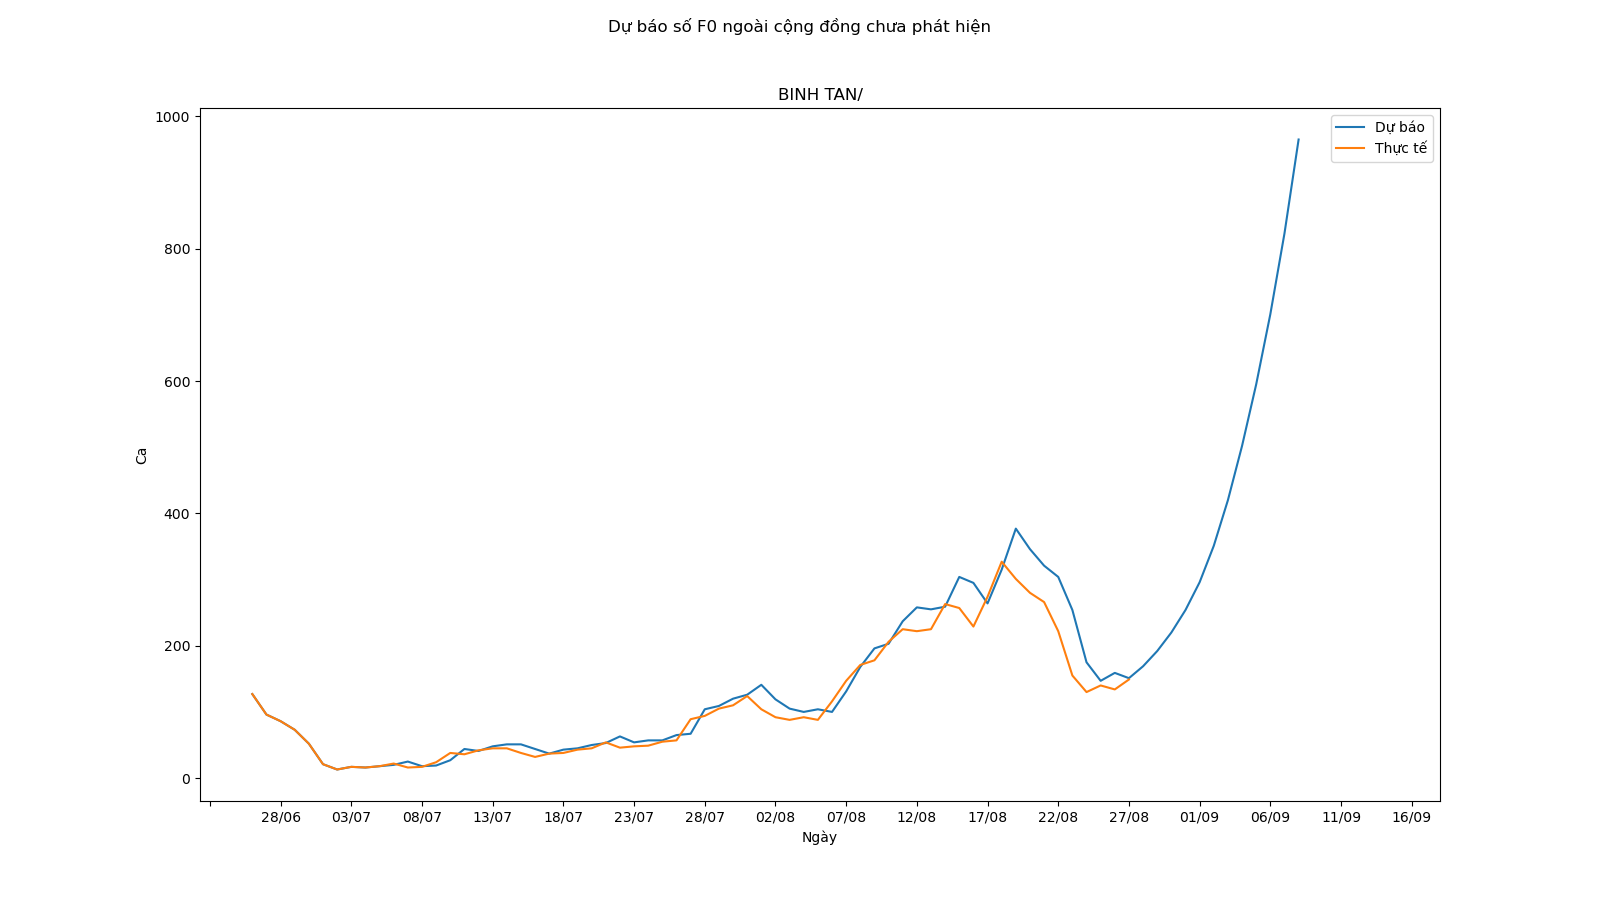 Dự báo số F0 ngoài cộng đồng chưa phát hiện
BINH TAN/
1000
800
600
400
200
0
Ca
Dự báo
Thực tế
28/06 03/07 08/07 13/07 18/07 23/07 28/07 02/08 07/08 12/08 17/08 22/08 27/08 01/09 06/09 11/09 16/09
Ngày